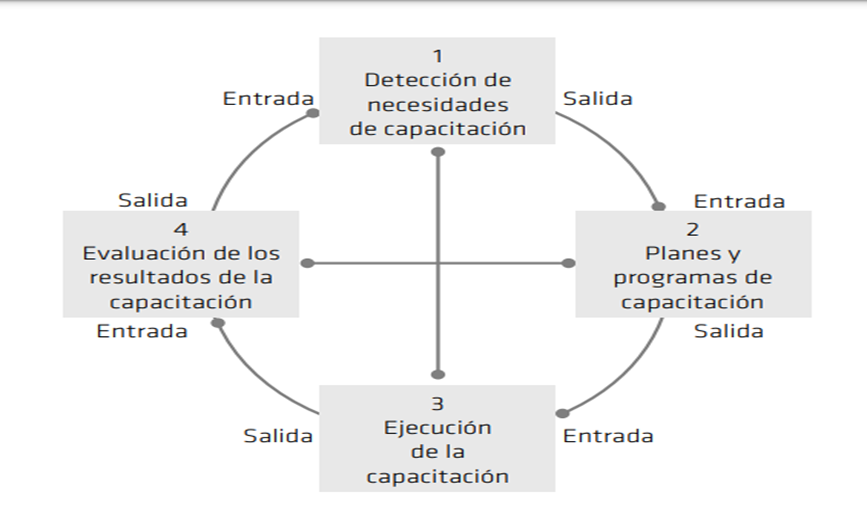 1
Detección de
necesidades
de capacitación
Entrada
Salida
Salida
Entrada
4
Evaluación de los
resultados de la
capacitación
2
Planes y
programas de
capacitación
Entrada
Salida
3
Ejecución
de la
capacitación
Salida
Entrada